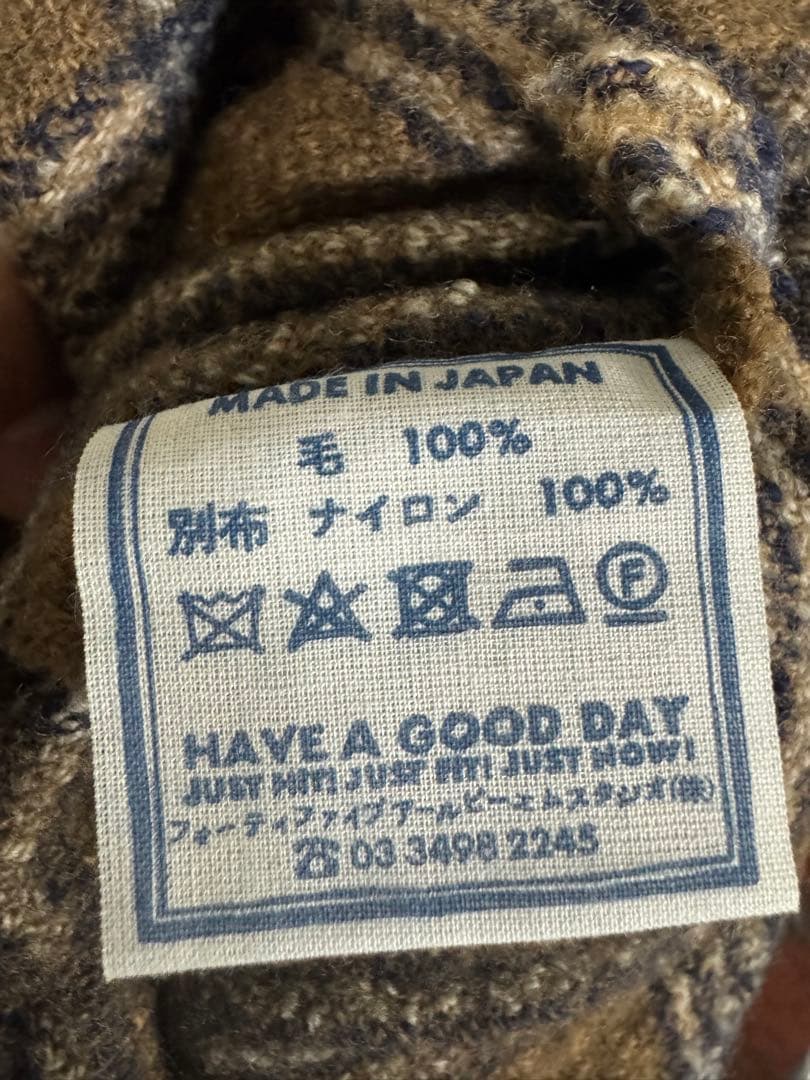 MADE IN JAPAN
毛 100%
別布 ナイロン 100%
F
HAVE A GOOD DAY
JUST HIT! JUST FIT! JUST NOW!
フォーティファイブアールピーエムスタジオ(株)
☎ 03 3498 2245